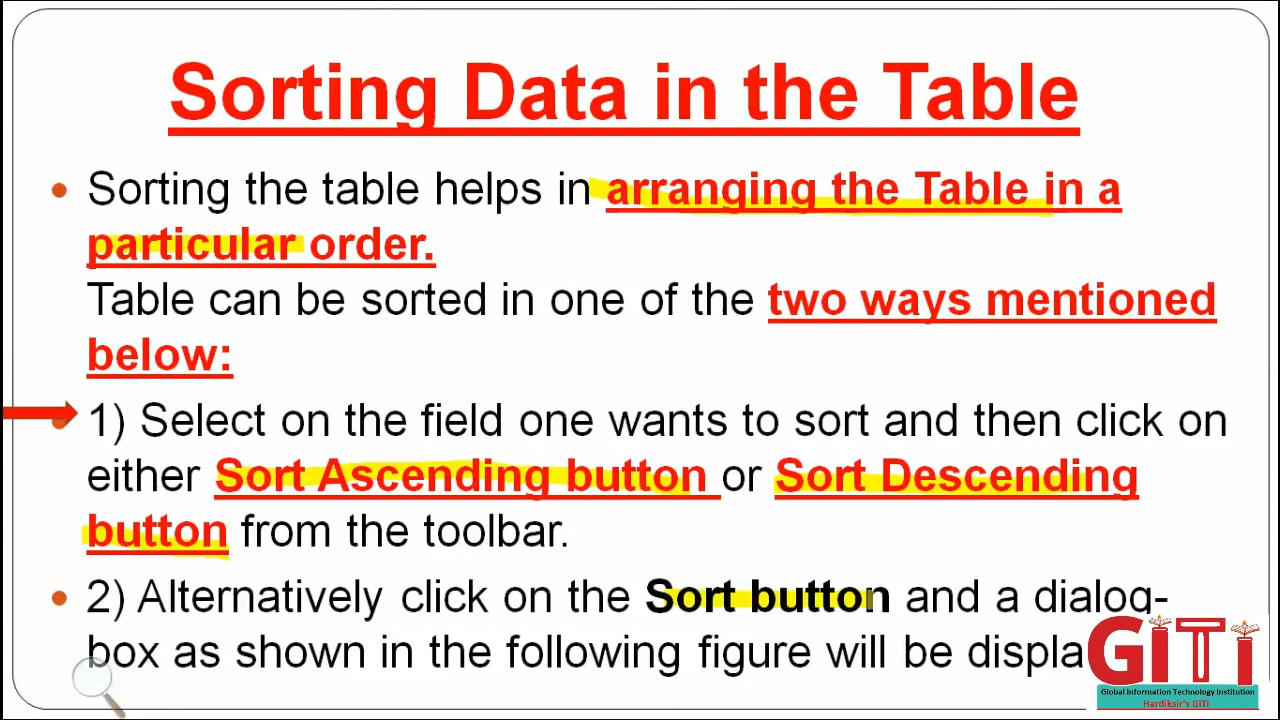 Sorting Data in the Table
• Sorting the table helps in arranging the Table in a
particular order.
Table can be sorted in one of the two ways mentioned
below:
• 1) Select on the field one wants to sort and then click on
either Sort Ascending button or Sort Descending
button from the toolbar.
• 2) Alternatively click on the Sort button and a dialog-
box as shown in the following figure will be displa
GiTi
Global Information Technology Institution
Hardiksir's GiTi